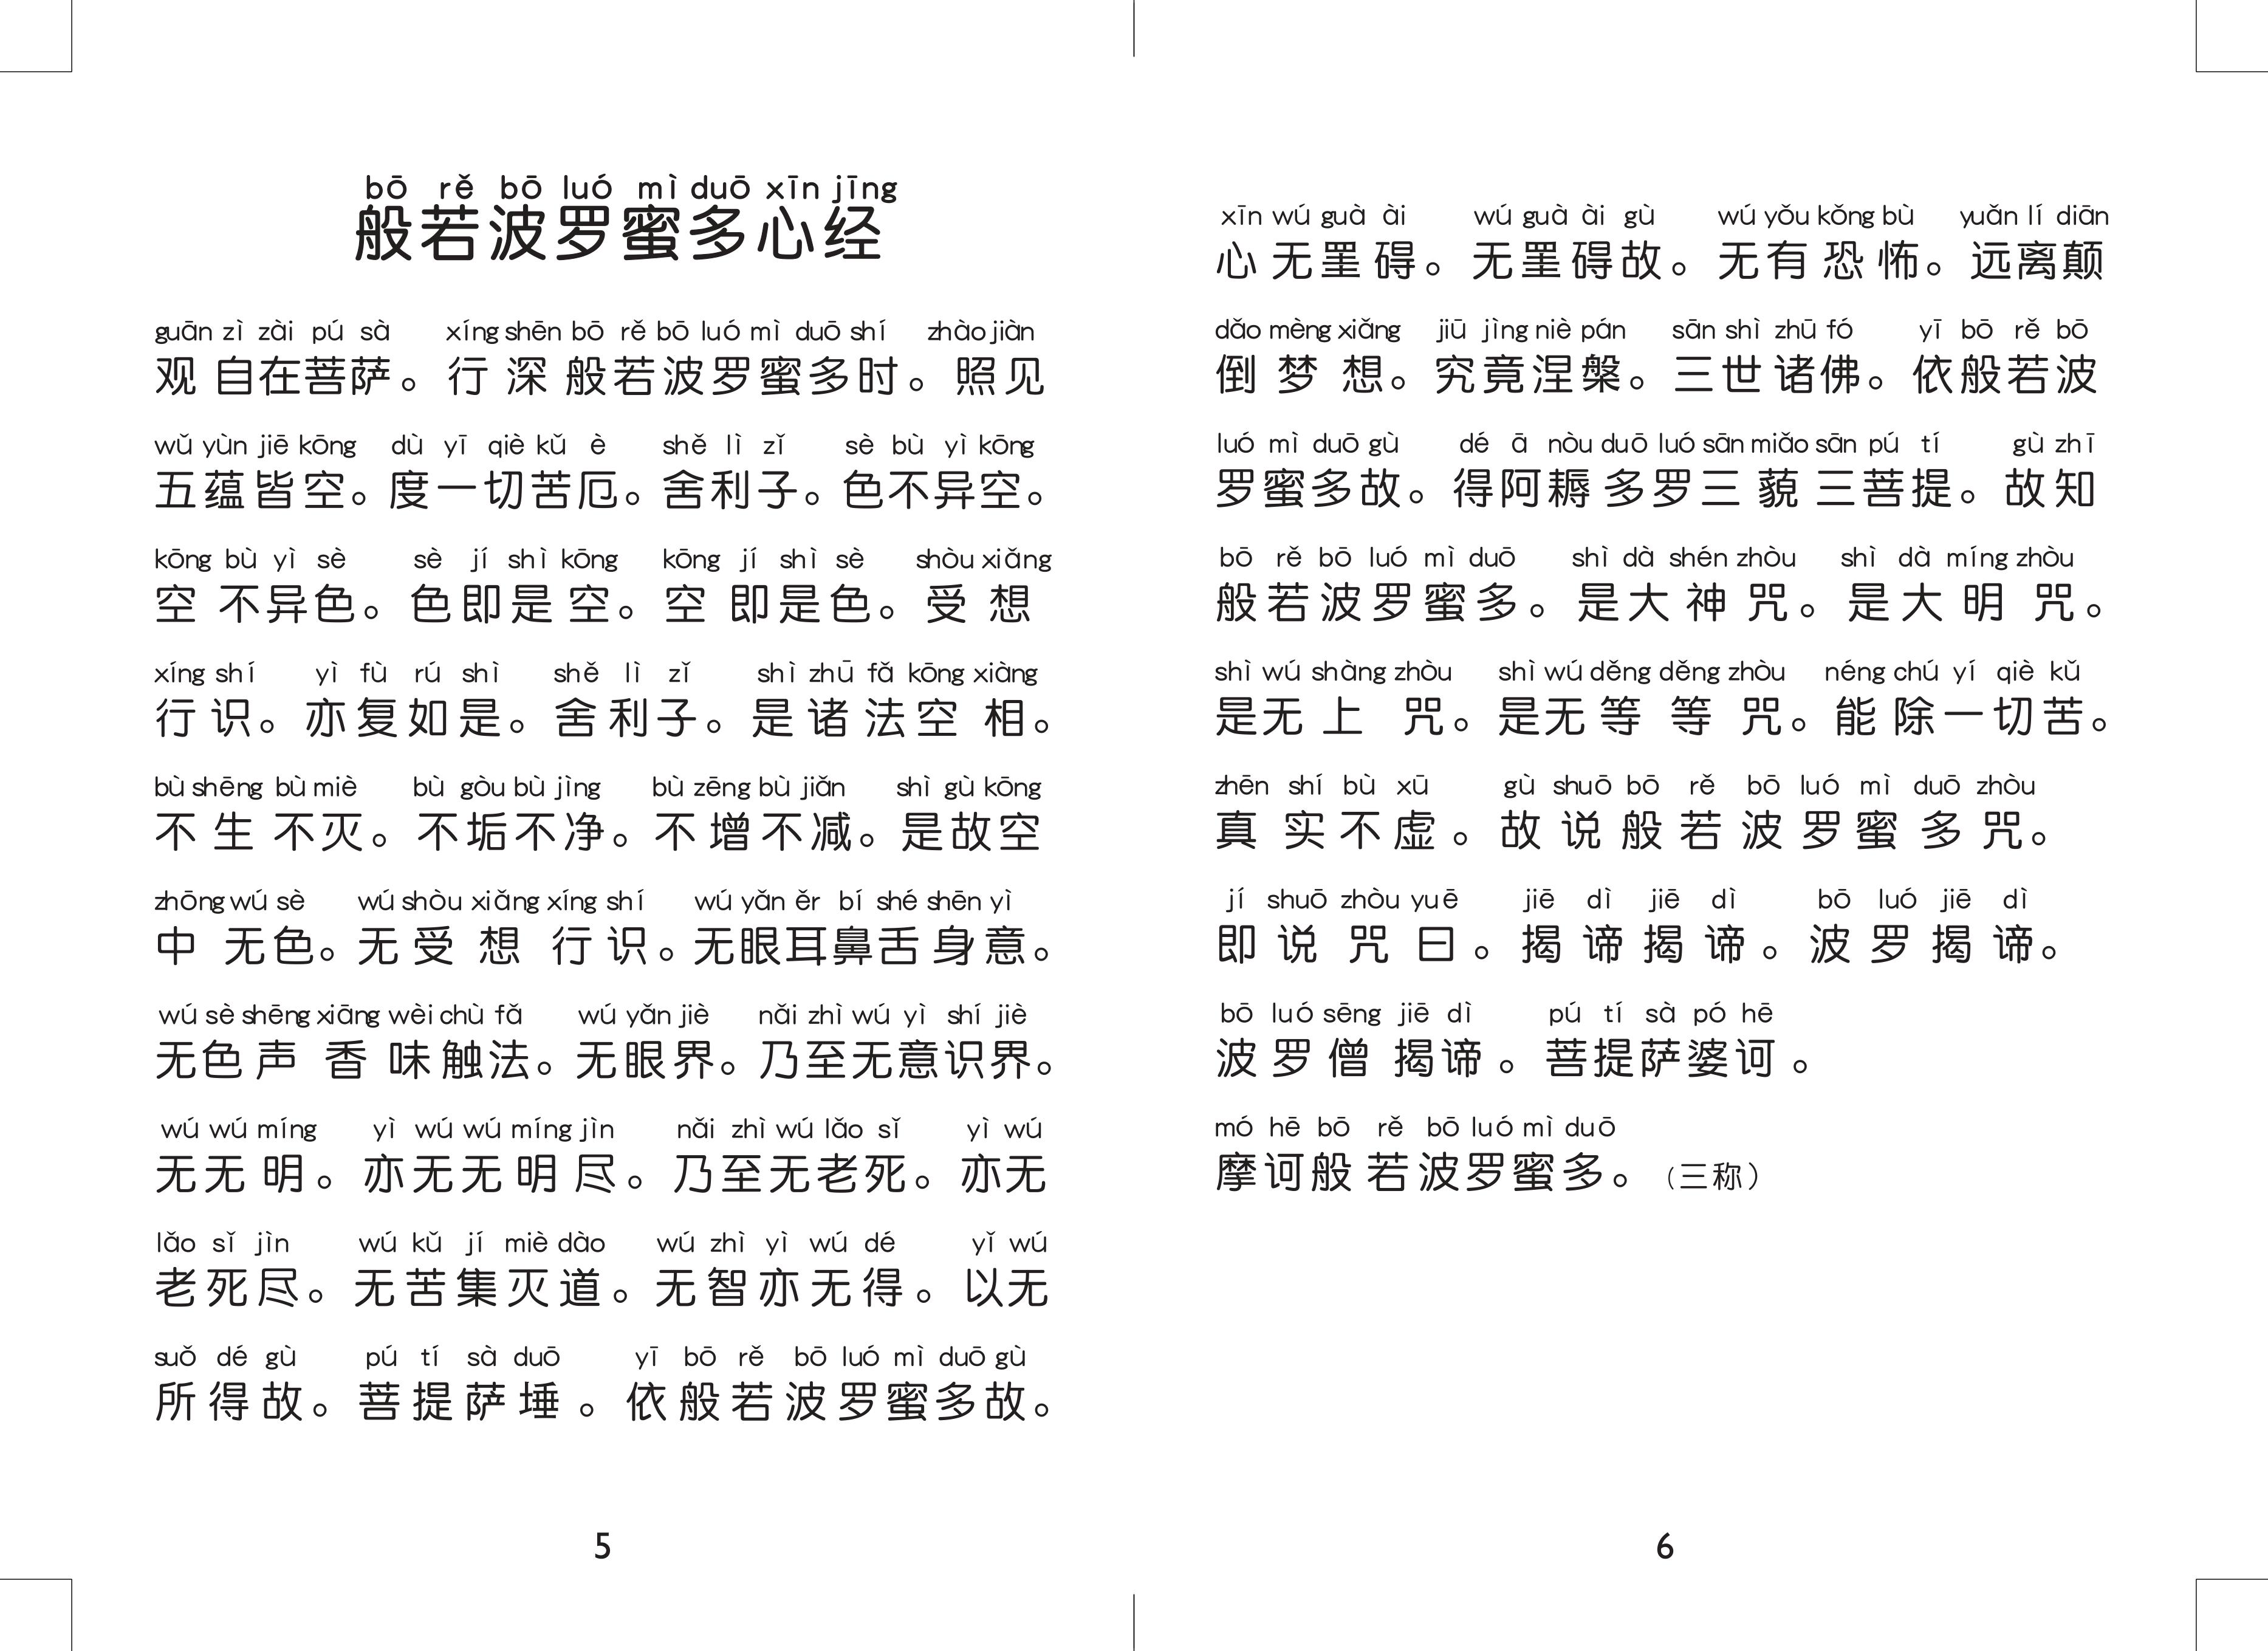 bō rě bō luó mì duō xīn jīng
般若波罗蜜多心经
guān zì zài pú sà xíng shēn bō rě bō luó mì duō shí zhào jiàn
观自在菩萨。行深般若波罗蜜多时。照见
wǔ yùn jiē kōng dù yī qiè kǔ è shě lì zǐ sè bù yì kōng
五蕴皆空。度一切苦厄。舍利子。色不异空。
kōng bù yì sè sè jí shì kōng kōng jí shì sè shòu xiǎng
空不异色。色即是空。空即是色。受想
xíng shí yì fù rú shì shě lì zǐ shì zhū fǎ kōng xiàng
行识。亦复如是。舍利子。是诸法空相。
bù shēng bù miè bù gòu bù jìng bù zēng bù jiǎn shì gù kōng
不生不灭。不垢不净。不增不减。是故空
zhōng wú sè wú shòu xiǎng xíng shí wú yǎn ěr bí shé shēn yì
中无色。无受想行识。无眼耳鼻舌身意。
wú sè shēng xiāng wèi chù fǎ wú yǎn jiè nǎi zhì wú yì shí jiè
无色声香味触法。无眼界。乃至无意识界。
wú wú míng yì wú wú míng jìn nǎi zhì wú lǎo sǐ yì wú
无无明。亦无无明尽。乃至无老死。亦无
lǎo sǐ jìn wú kǔ jí miè dào wú zhì yì wú dé yǐ wú
老死尽。无苦集灭道。无智亦无得。以无
suǒ dé gù pú tí sà duō yī bō rě bō luó mì duō gù
所得故。菩提萨埵。依般若波罗蜜多故。
5
xīn wú guà ài wú guà ài gù wú yǒu kǒng bù yuǎn lí diān
心无罣碍。无罣碍故。无有恐怖。远离颠
dǎo mèng xiǎng jiū jìng niè pán sān shì zhū fó yī bō rě bō
倒梦想。究竟涅槃。三世诸佛。依般若波
luó mì duō gù dé ā nòu duō luó sān miǎo sān pú tí gù zhī
罗蜜多故。得阿耨多罗三藐三菩提。故知
bō rě bō luó mì duō shì dà shén zhòu shì dà míng zhòu
般若波罗蜜多。是大神咒。是大明咒。
shì wú shàng zhòu shì wú děng děng zhòu néng chú yí qiè kǔ
是无上咒。是无等等咒。能除一切苦。
zhēn shí bù xū gù shuō bō rě bō luó mì duō zhòu
真实不虚。故说般若波罗蜜多咒。
jí shuō zhòu yuē jiē dì jiē dì bō luó jiē dì
即说咒曰。揭谛揭谛。波罗揭谛。
bō luó sēng jiē dì pú tí sà pó hē
波罗僧揭谛。菩提萨婆诃。
mó hē bō rě bō luó mì duō
摩诃般若波罗蜜多。（三称）
6